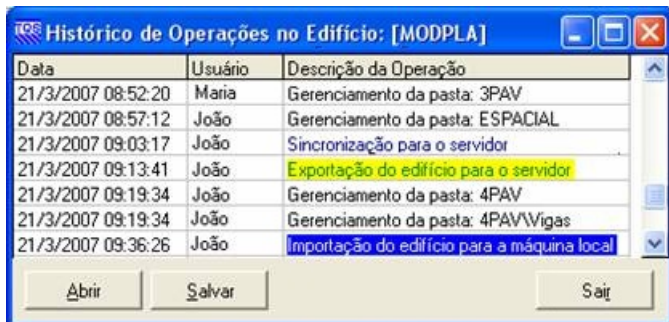 TQS Histórico de Operações no Edifício: [MODPLA]
Data Usuário Descrição da Operação
21/3/2007 08:52:20 Maria Gerenciamento da pasta: 3PAV
21/3/2007 08:57:12 João Gerenciamento da pasta: ESPACIAL
21/3/2007 09:03:17 João Sincronização para o servidor
21/3/2007 09:13:41 João Exportação do edifício para o servidor
21/3/2007 09:19:34 João Gerenciamento da pasta: 4PAV
21/3/2007 09:19:34 João Gerenciamento da pasta: 4PAV\Vigas
21/3/2007 09:36:26 João Importação do edifício para a máquina local
Abrir Salvar Sair